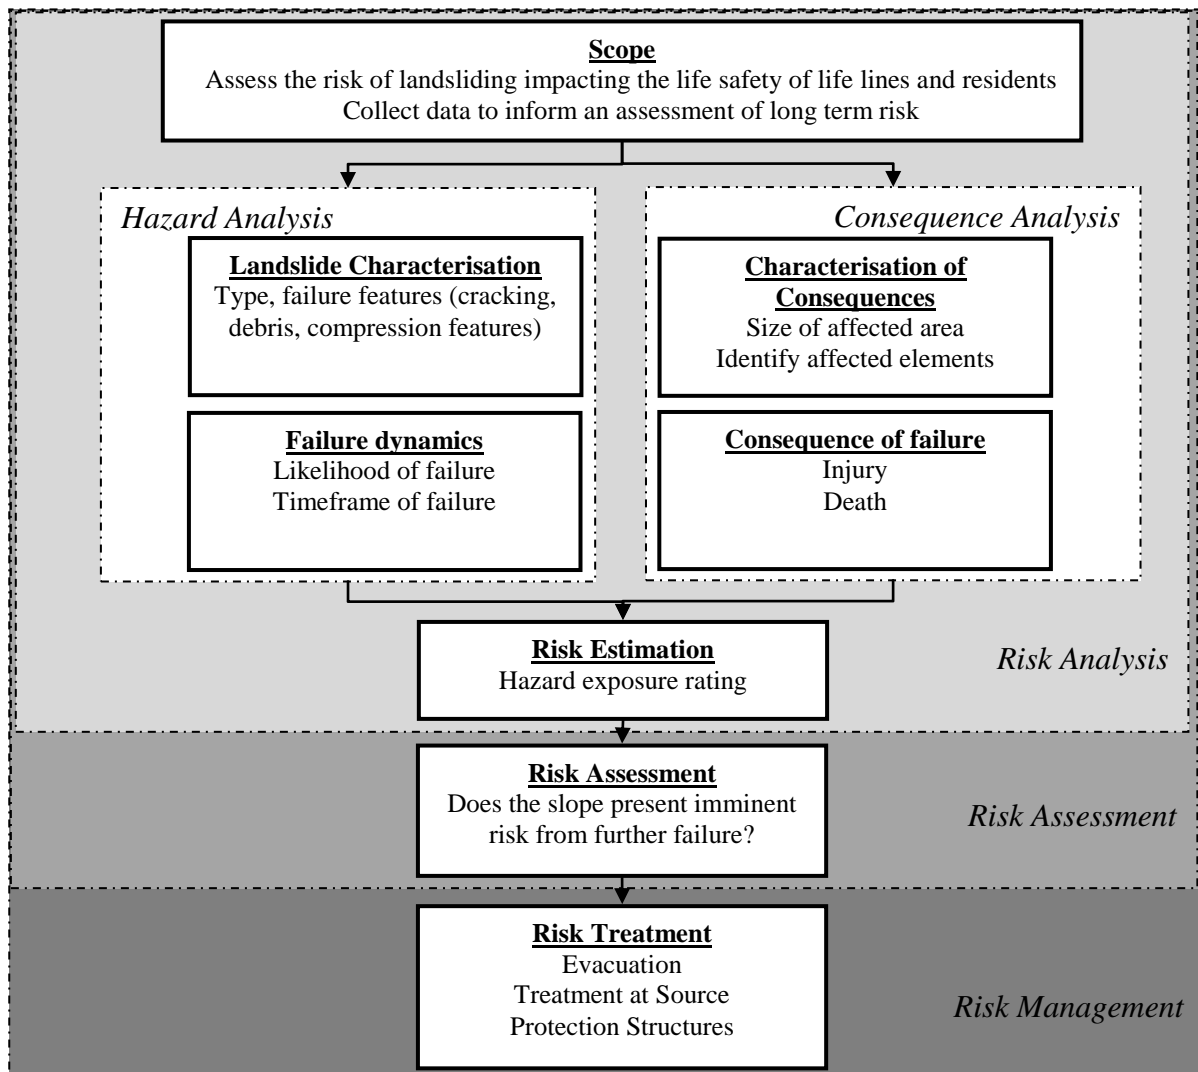 Scope
Assess the risk of landsliding impacting the life safety of life lines and residents
Collect data to inform an assessment of long term risk
Hazard Analysis
Landslide Characterisation
Type, failure features (cracking,
debris, compression features)
Failure dynamics
Likelihood of failure
Timeframe of failure
Consequence Analysis
Characterisation of
Consequences
Size of affected area
Identify affected elements
Consequence of failure
Injury
Death
Risk Estimation
Hazard exposure rating
Risk Analysis
Risk Assessment
Does the slope present imminent
risk from further failure?
Risk Assessment
Risk Treatment
Evacuation
Treatment at Source
Protection Structures
Risk Management